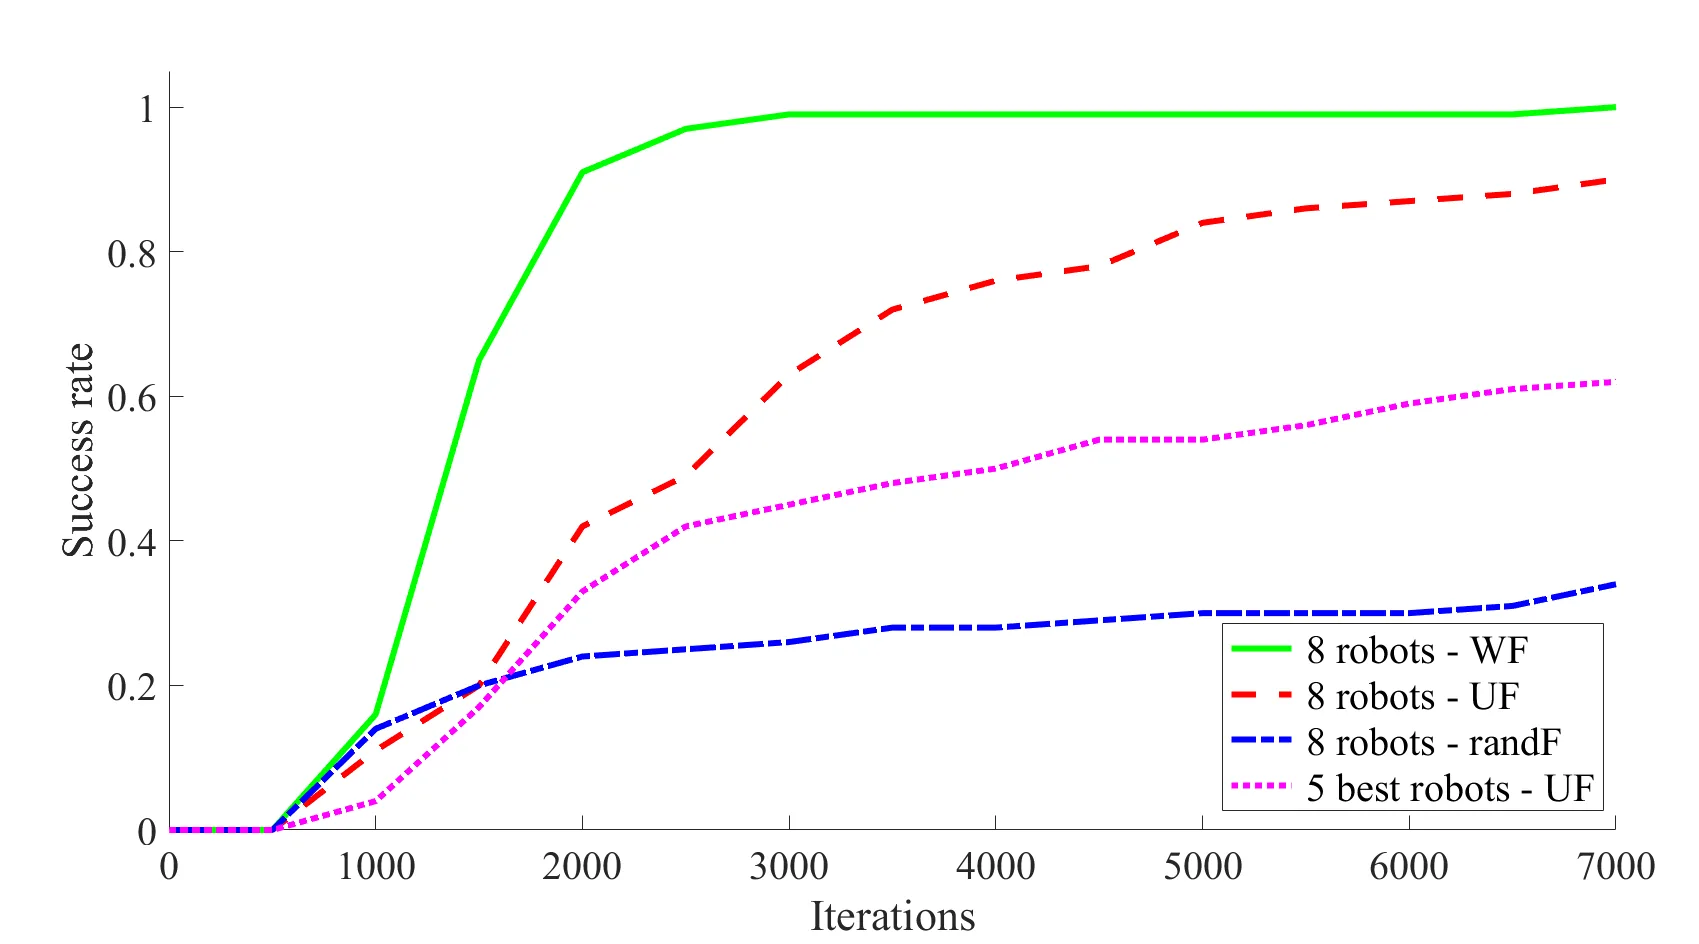 1
0.8
0.6
0.4
0.2
0
Success rate
0 1000 2000 3000 4000 5000 6000 7000
Iterations
8 robots - WF
8 robots - UF
8 robots - randF
5 best robots - UF